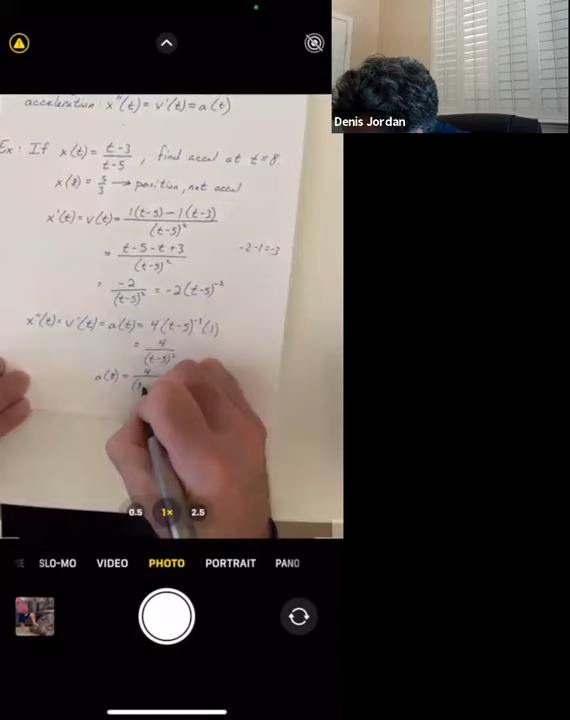 acceleration: x''(t) = v'(t) = a(t)
Ex: If x(t) = (t-3)/(t-5), find accel at t=8
x(8) = 5/3 → position, not accel
x'(t) = v(t) = (1(t-5) - 1(t-3))/(t-5)²
= (t-5-t+3)/(t-5)²
-2-1=-3
= -2/(t-5)² = -2(t-5)⁻²
x''(t) = v'(t) = a(t) = 4(t-5)⁻³(1)
= 4/(t-5)³
a(8) = 4/(8
Denis Jordan
0.5 1× 2.5
SLO-MO VIDEO PHOTO PORTRAIT PANO